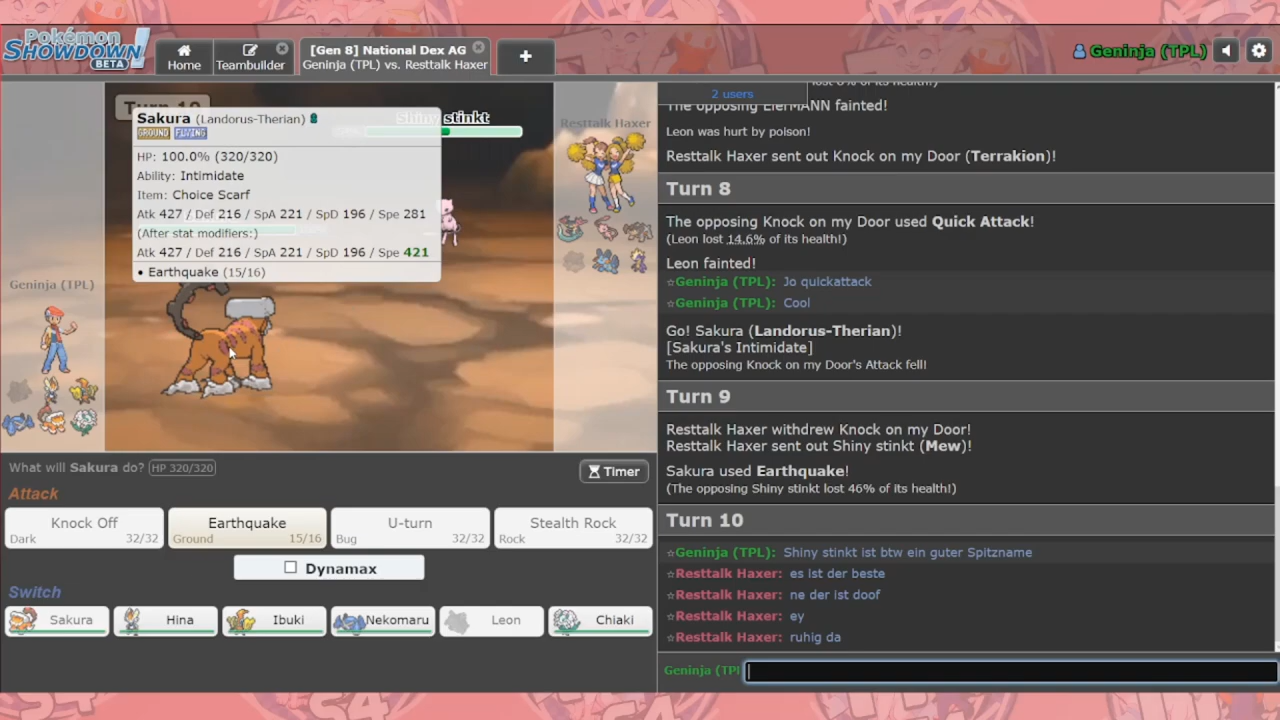 Pokémon
SHOWDOWN!
BETA
Home
Teambuilder
[Gen 8] National Dex AG
Geninja (TPL) vs. Resttalk Haxer
+
Geninja (TPL)
Sakura (Landorus-Therian)
GROUND FLYING
HP: 100.0% (320/320)
Ability: Intimidate
Item: Choice Scarf
Atk 427 / Def 216 / SpA 221 / SpD 196 / Spe 281
(After stat modifiers:)
Atk 427 / Def 216 / SpA 221 / SpD 196 / Spe 421
• Earthquake (15/16)
Shiny stinkt
Resttalk Haxer
Geninja (TPL)
What will Sakura do? HP 320/320
Timer
Attack
Knock Off
Dark 32/32
Earthquake
Ground 15/16
U-turn
Bug 32/32
Stealth Rock
Rock 32/32
Dynamax
Switch
Sakura
Hina
Ibuki
Nekomaru
Leon
Chiaki
2 users
The opposing EierMANN fainted!
Leon was hurt by poison!
Resttalk Haxer sent out Knock on my Door (Terrakion)!
Turn 8
The opposing Knock on my Door used Quick Attack!
(Leon lost 14.6% of its health!)
Leon fainted!
☆Geninja (TPL): Jo quickattack
☆Geninja (TPL): Cool
Go! Sakura (Landorus-Therian)!
[Sakura's Intimidate]
The opposing Knock on my Door's Attack fell!
Turn 9
Resttalk Haxer withdrew Knock on my Door!
Resttalk Haxer sent out Shiny stinkt (Mew)!
Sakura used Earthquake!
(The opposing Shiny stinkt lost 46% of its health!)
Turn 10
☆Geninja (TPL): Shiny stinkt ist btw ein guter Spitzname
☆Resttalk Haxer: es ist der beste
☆Resttalk Haxer: ne der ist doof
☆Resttalk Haxer: ey
☆Resttalk Haxer: ruhig da
Geninja (TPL